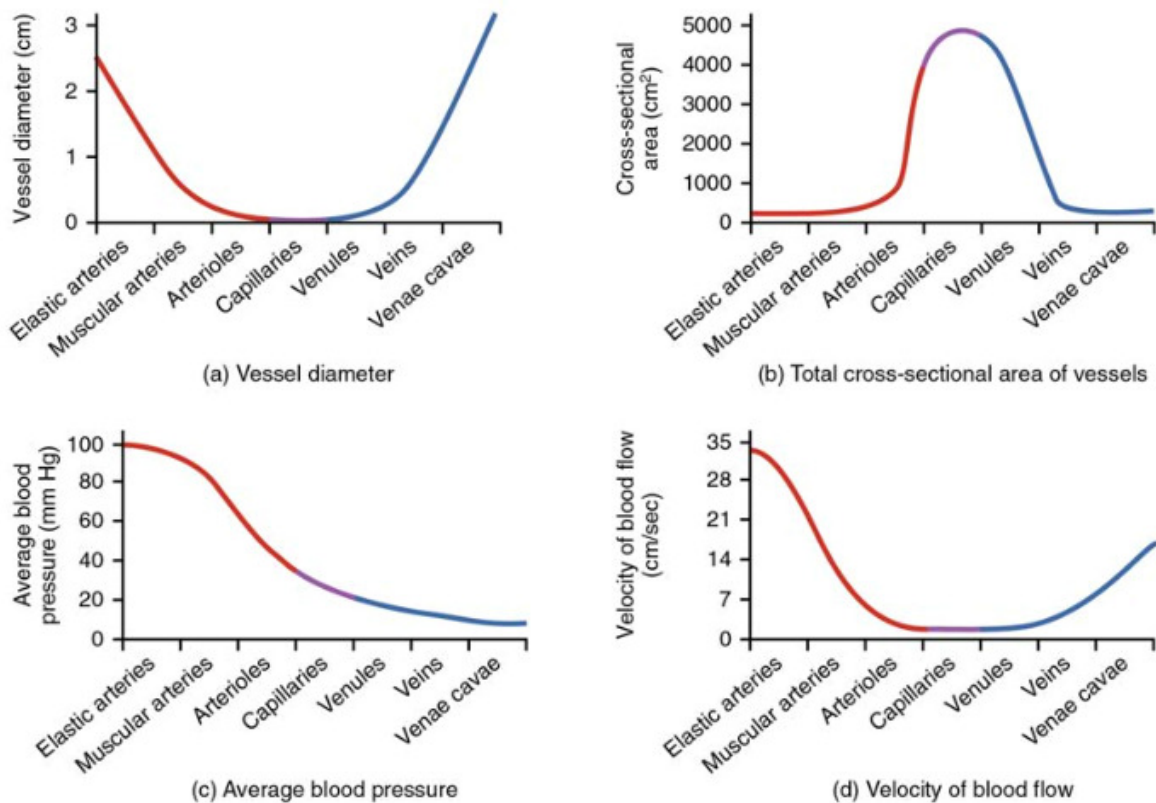 Vessel diameter (cm)
3
2
1
0
Elastic arteries
Muscular arteries
Arterioles
Capillaries
Venules
Veins
Venae cavae
(a) Vessel diameter
Cross-sectional
area (cm²)
5000
4000
3000
2000
1000
0
Elastic arteries
Muscular arteries
Arterioles
Capillaries
Venules
Veins
Venae cavae
(b) Total cross-sectional area of vessels
Average blood
pressure (mm Hg)
100
80
60
40
20
0
Elastic arteries
Muscular arteries
Arterioles
Capillaries
Venules
Veins
Venae cavae
(c) Average blood pressure
Velocity of blood flow
(cm/sec)
35
28
21
14
7
0
Elastic arteries
Muscular arteries
Arterioles
Capillaries
Venules
Veins
Venae cavae
(d) Velocity of blood flow